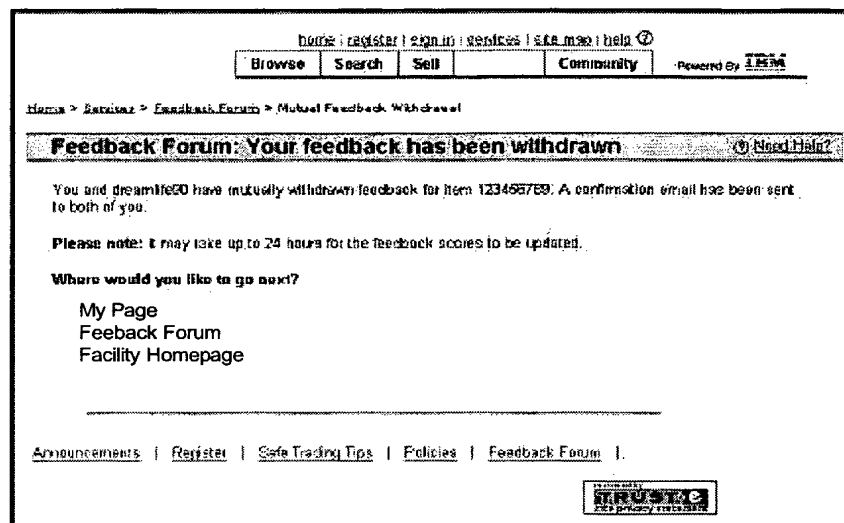 home | register | sign in | services | site map | help ?
Browse Search Sell Community Powered By IBM
Home > Services > Feedback Forum > Mutual Feedback Withdrawal
Feedback Forum: Your feedback has been withdrawn ? Need Help?
You and dreamlife90 have mutually withdrawn feedback for item 123456789. A confirmation email has been sent
to both of you.
Please note: It may take up to 24 hours for the feedback scores to be updated.
Where would you like to go next?
My Page
Feeback Forum
Facility Homepage
Announcements | Register | Safe Trading Tips | Policies | Feedback Forum |
TRUSTe
site privacy statement